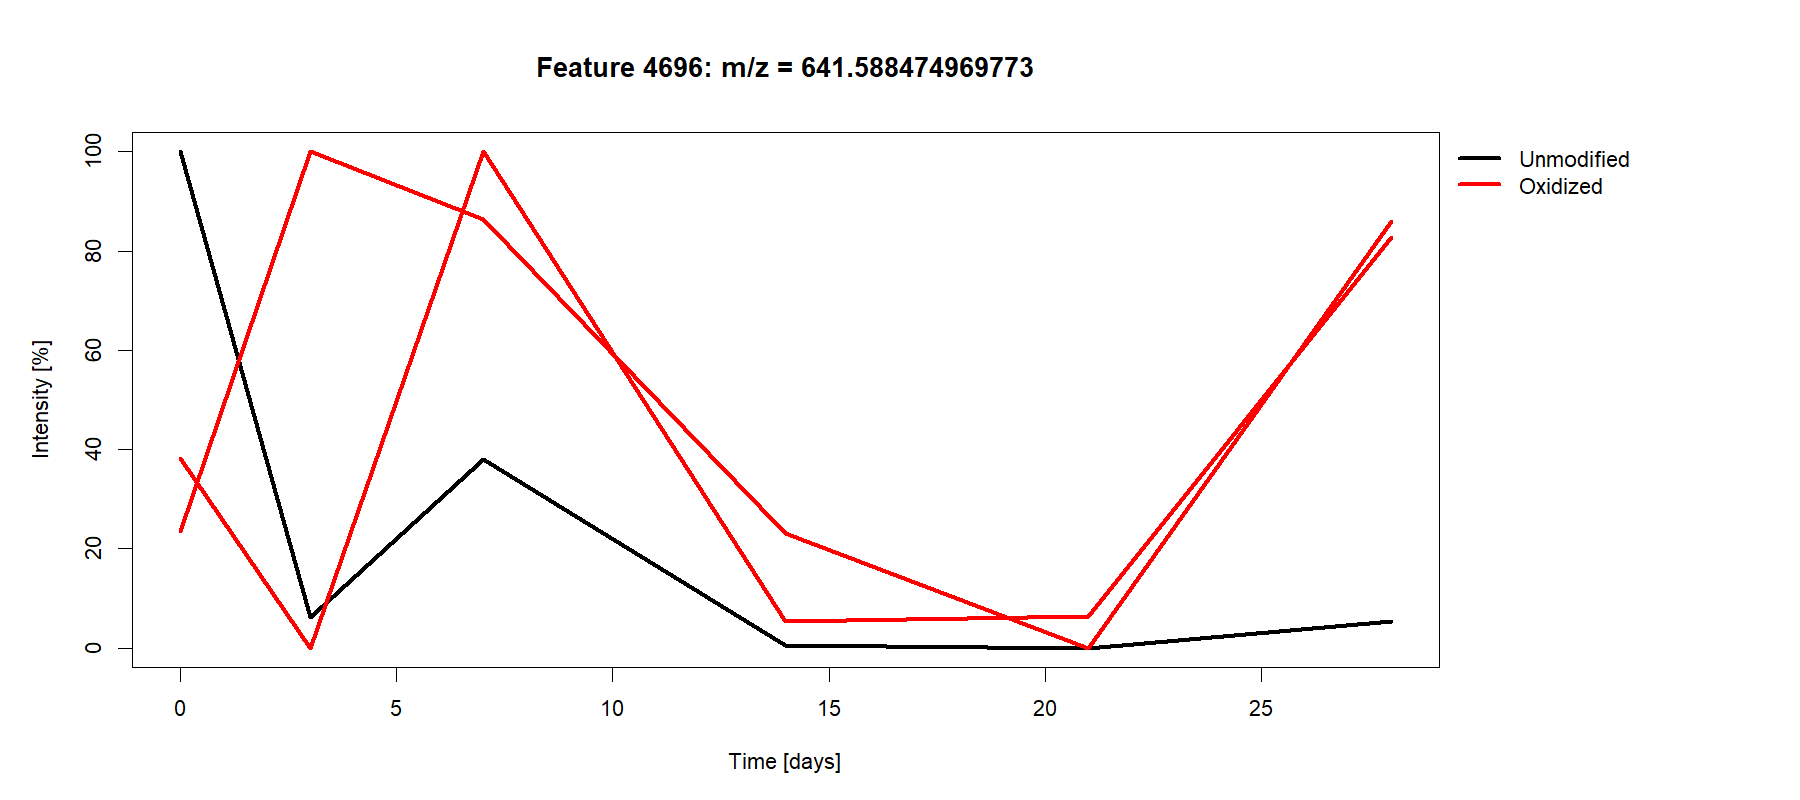 Feature 4696: m/z = 641.588474969773
Unmodified
Oxidized
Intensity [%]
100
80
60
40
20
0
0 5 10 15 20 25
Time [days]